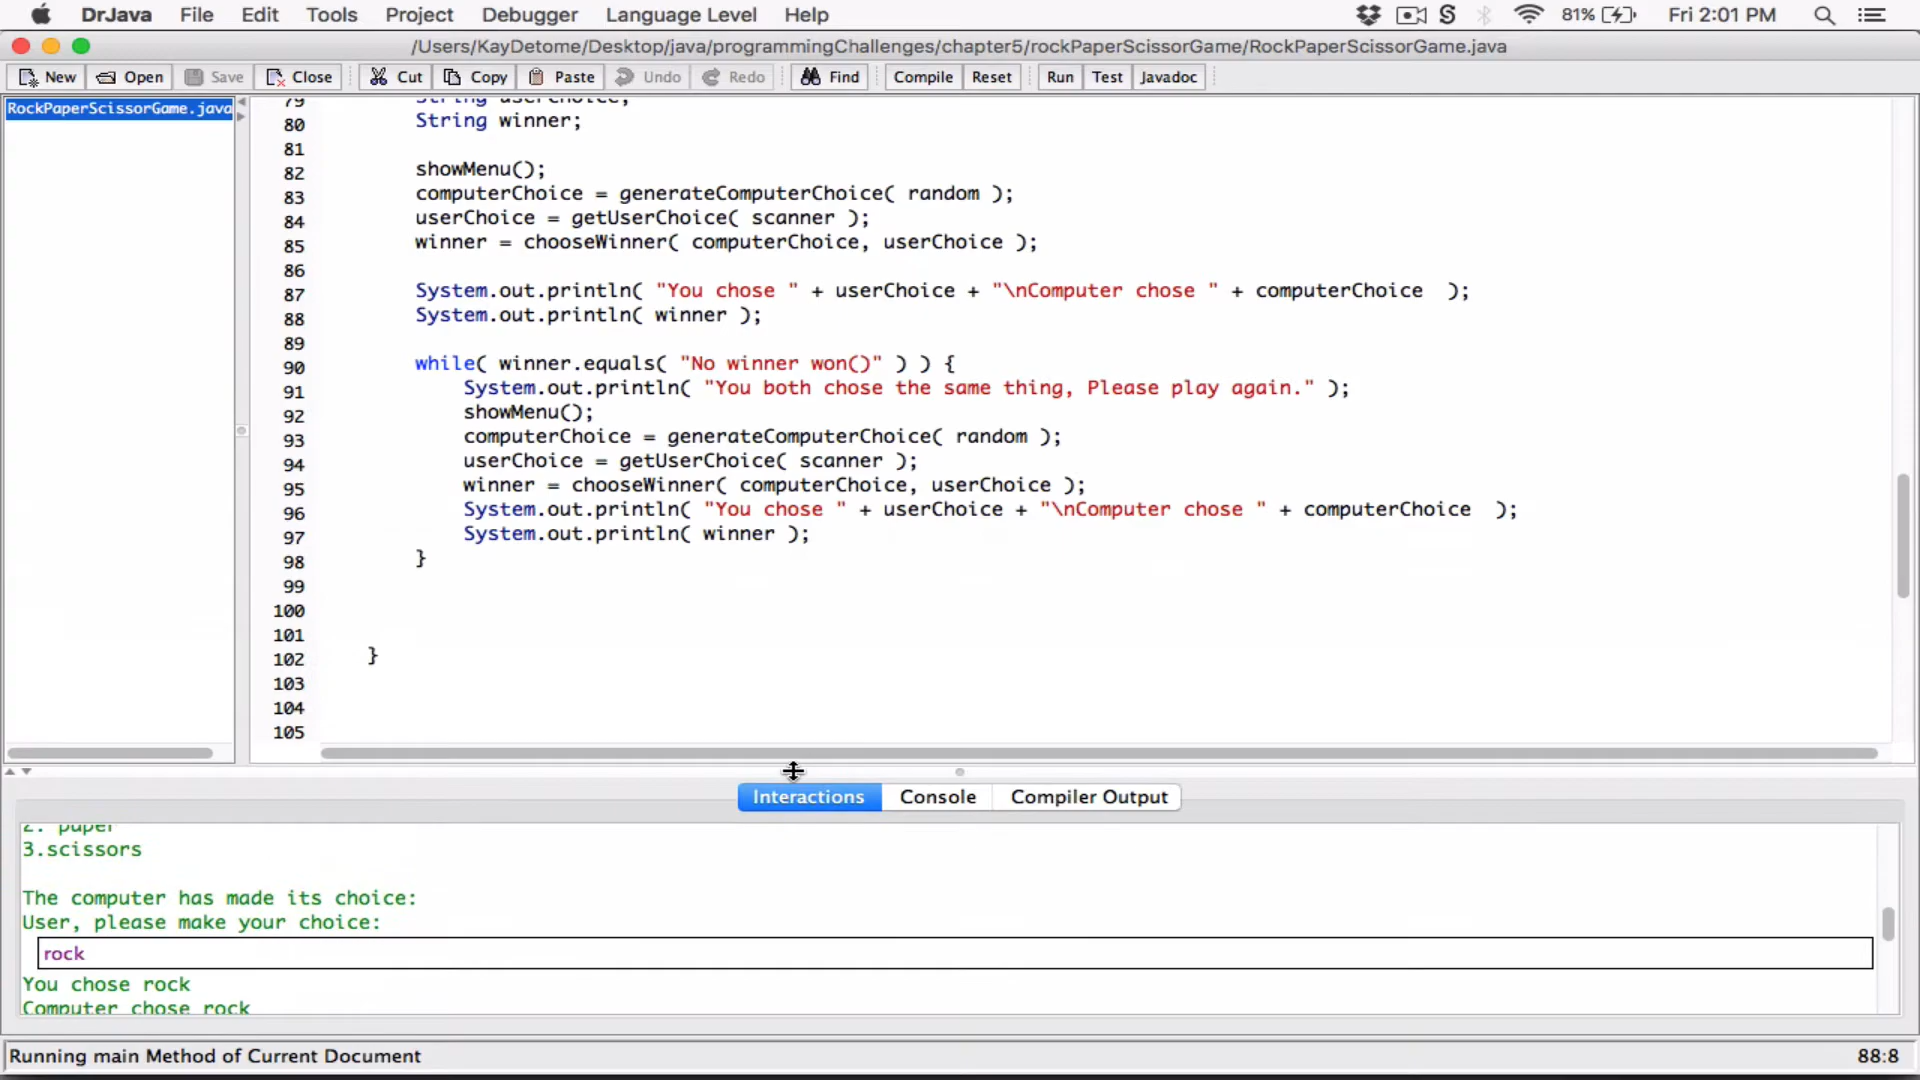 DrJava File Edit Tools Project Debugger Language Level Help 81% Fri 2:01 PM
/Users/KayDetome/Desktop/java/programmingChallenges/chapter5/rockPaperScissorGame/RockPaperScissorGame.java
New Open Save Close Cut Copy Paste Undo Redo Find Compile Reset Run Test Javadoc
RockPaperScissorGame.java
79 String userChoice;
80 String winner;
81
82 showMenu();
83 computerChoice = generateComputerChoice( random );
84 userChoice = getUserChoice( scanner );
85 winner = chooseWinner( computerChoice, userChoice );
86
87 System.out.println( "You chose " + userChoice + "\nComputer chose " + computerChoice  );
88 System.out.println( winner );
89
90 while( winner.equals( "No winner won()" ) ) {
91 System.out.println( "You both chose the same thing, Please play again." );
92 showMenu();
93 computerChoice = generateComputerChoice( random );
94 userChoice = getUserChoice( scanner );
95 winner = chooseWinner( computerChoice, userChoice );
96 System.out.println( "You chose " + userChoice + "\nComputer chose " + computerChoice  );
97 System.out.println( winner );
98 }
99
100
101
102 }
103
104
105
Interactions Console Compiler Output
2. paper
3.scissors
The computer has made its choice:
User, please make your choice:
rock
You chose rock
Computer chose rock
Running main Method of Current Document 88:8